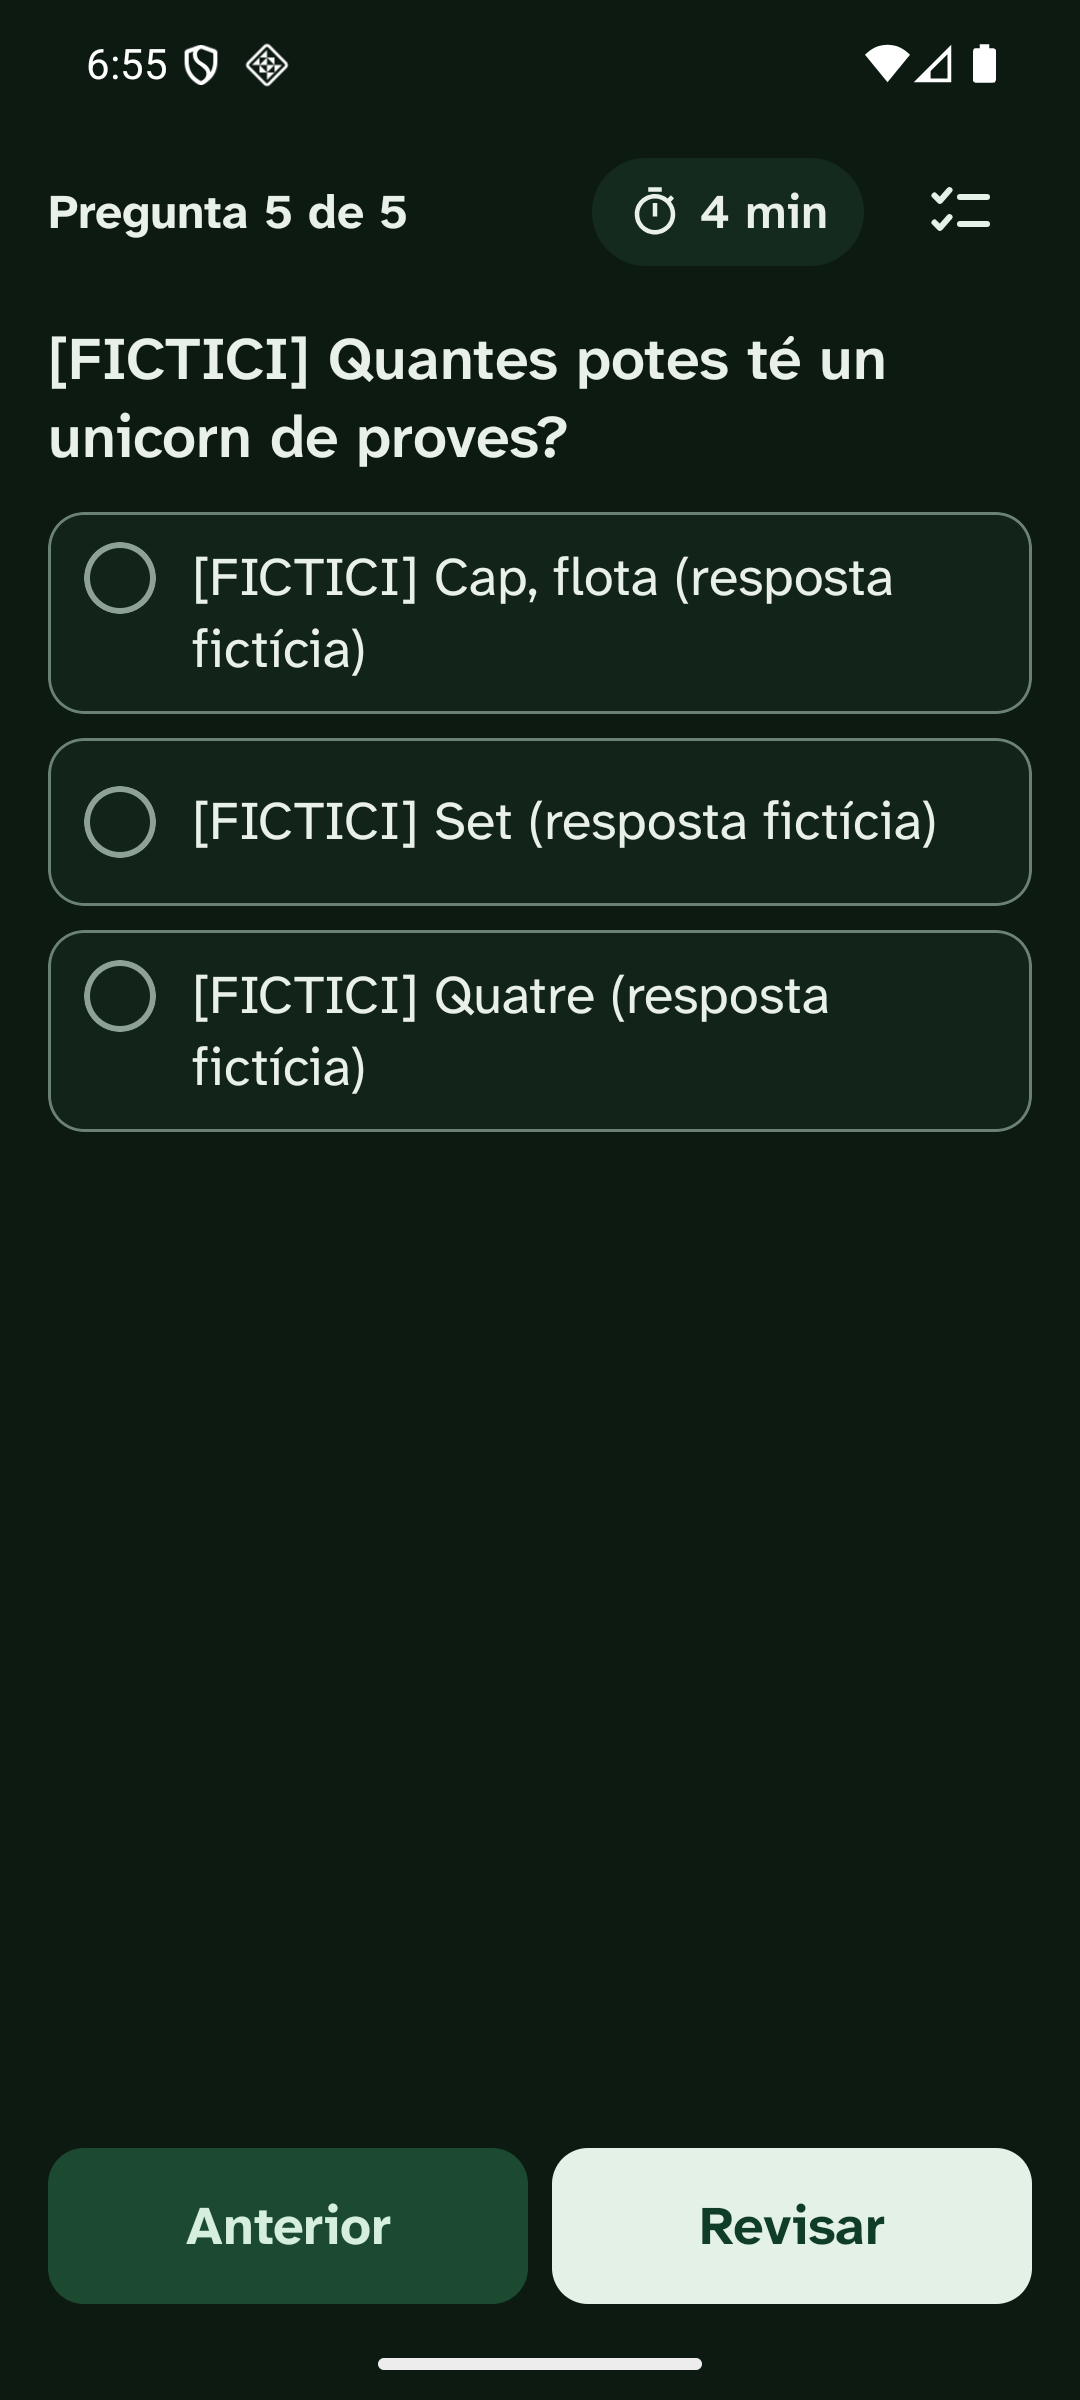 6:55
Pregunta 5 de 5
4 min
[FICTICI] Quantes potes té un
unicorn de proves?
[FICTICI] Cap, flota (resposta
fictícia)
[FICTICI] Set (resposta fictícia)
[FICTICI] Quatre (resposta
fictícia)
Anterior
Revisar